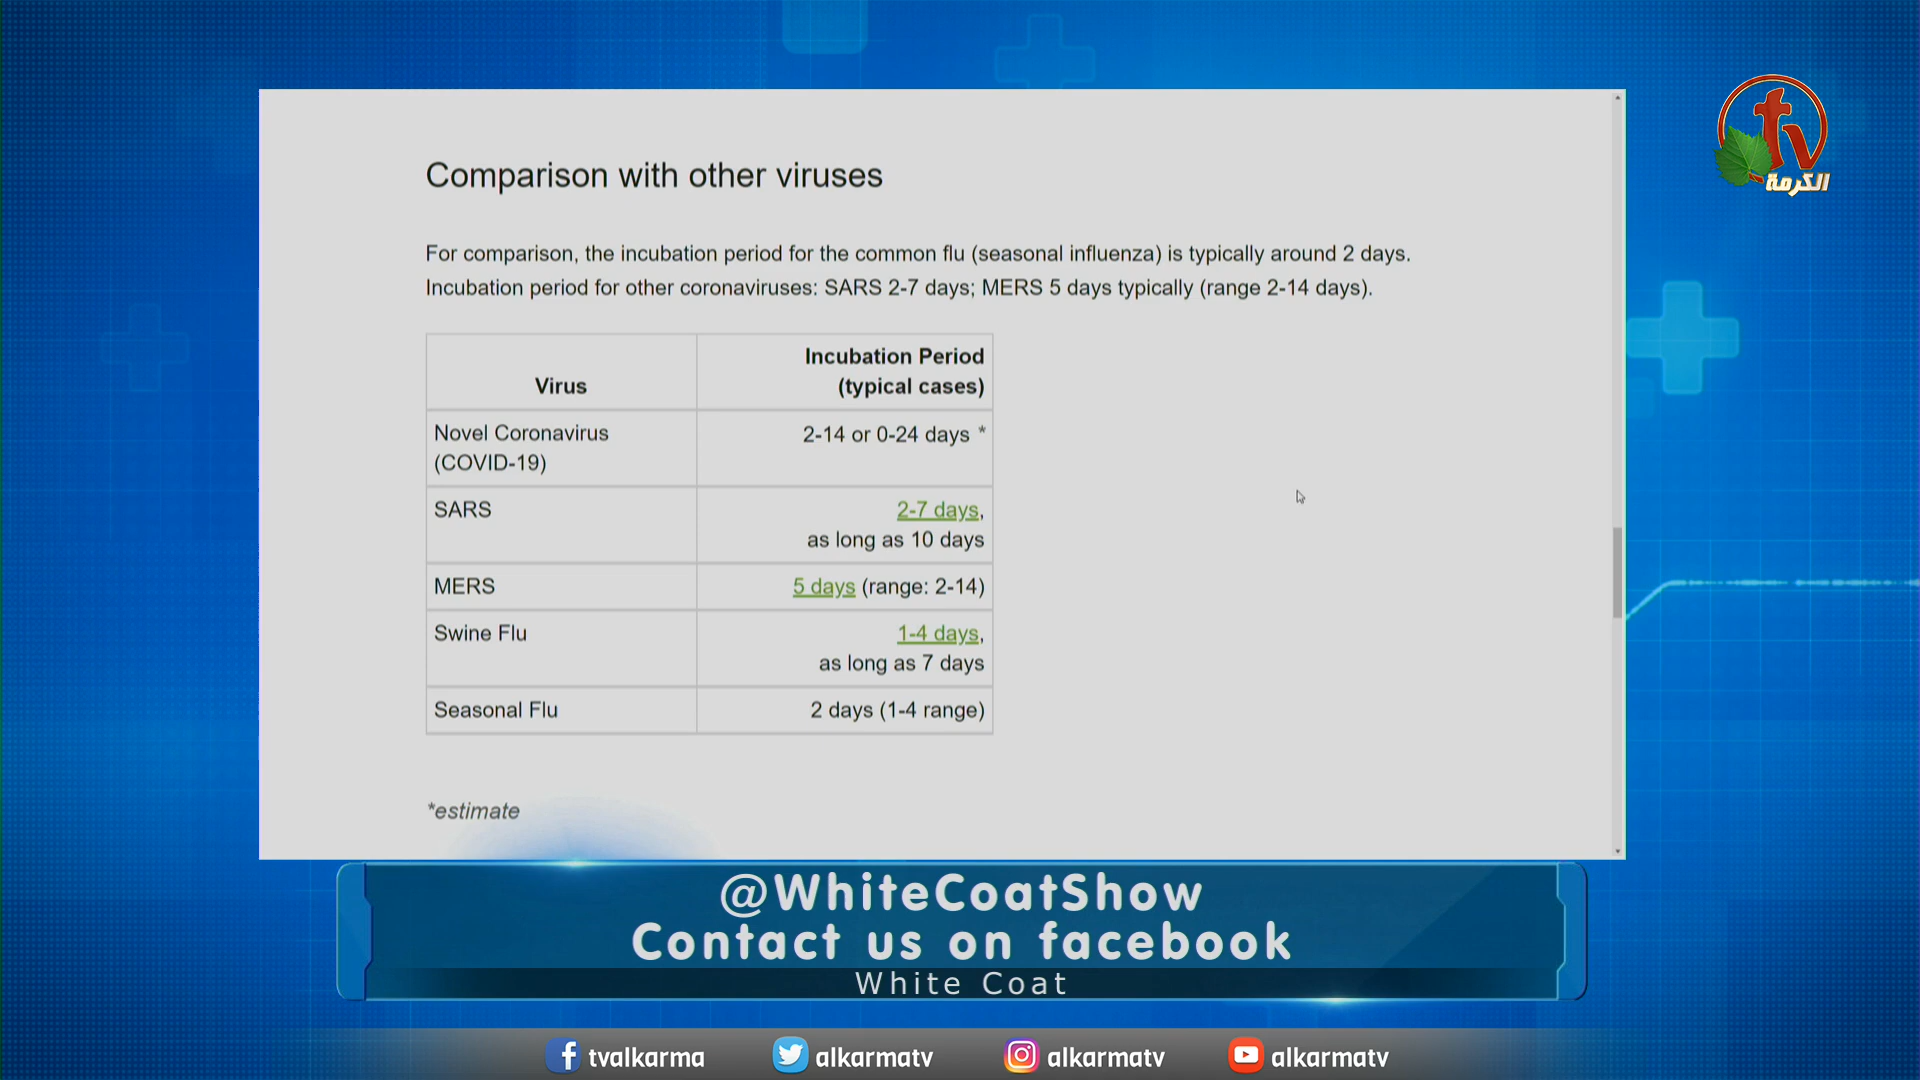 tv
الكرمة
Comparison with other viruses
For comparison, the incubation period for the common flu (seasonal influenza) is typically around 2 days.
Incubation period for other coronaviruses: SARS 2-7 days; MERS 5 days typically (range 2-14 days).
Virus
Incubation Period
(typical cases)
Novel Coronavirus
(COVID-19)
2-14 or 0-24 days *
SARS
2-7 days,
as long as 10 days
MERS
5 days (range: 2-14)
Swine Flu
1-4 days,
as long as 7 days
Seasonal Flu
2 days (1-4 range)
*estimate
@WhiteCoatShow
Contact us on facebook
White Coat
tvalkarma
alkarmatv
alkarmatv
alkarmatv